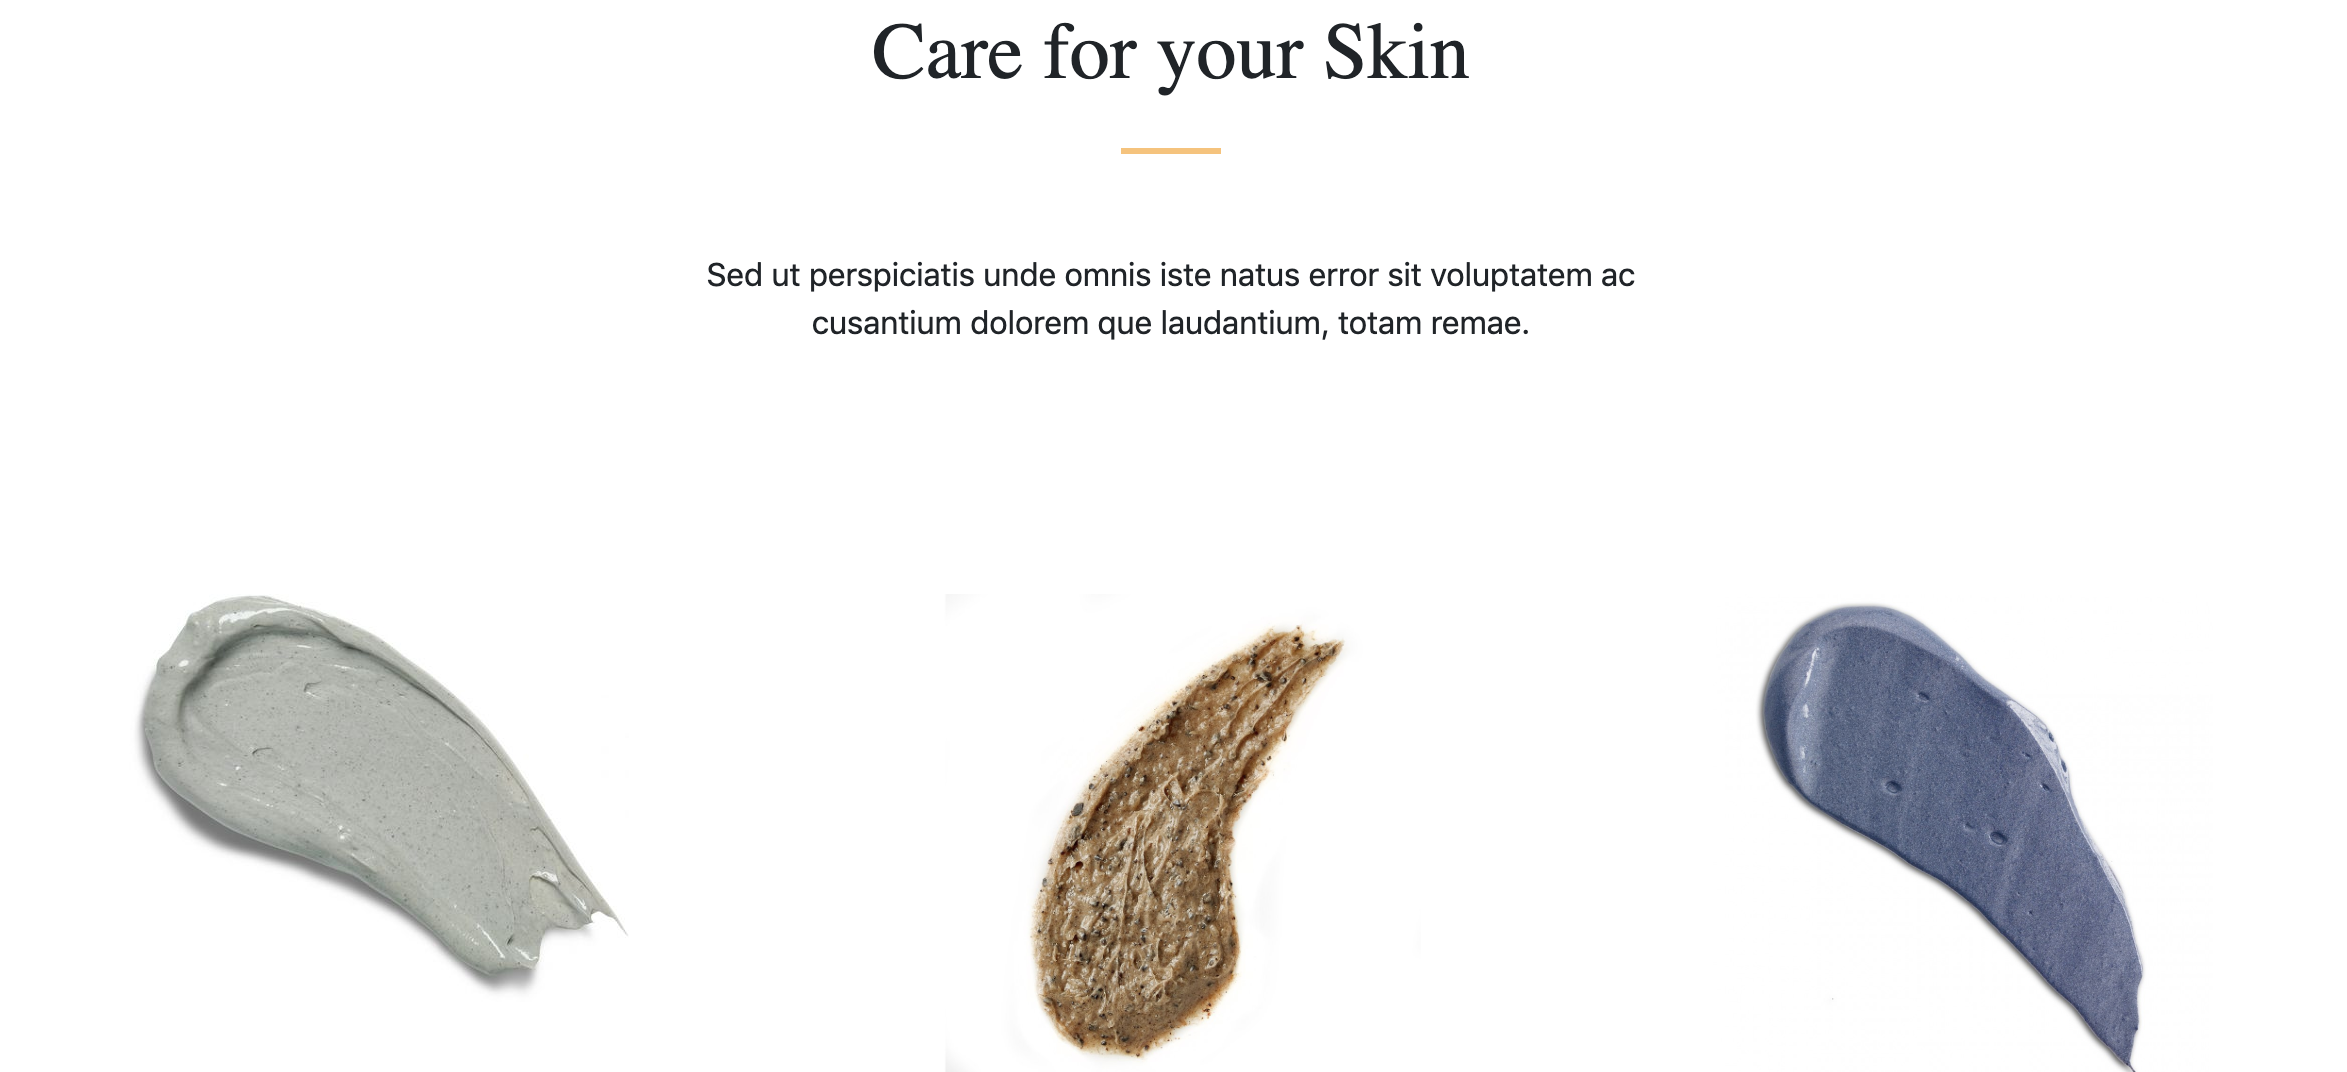 Care for your Skin
Sed ut perspiciatis unde omnis iste natus error sit voluptatem ac
cusantium dolorem que laudantium, totam remae.